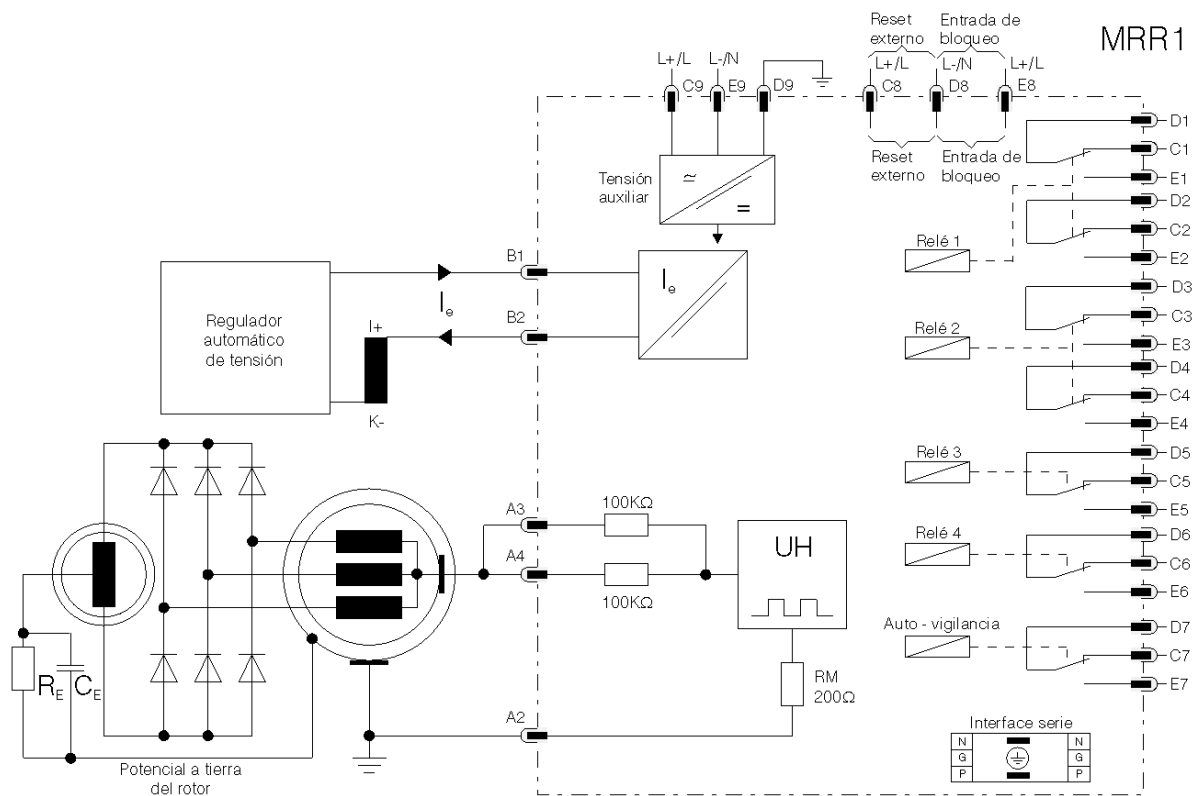 MRR1
Reset
externo
Entrada de
bloqueo
L+/L
L-/N
L+/L
L-/N
L+/L
C9
E9
D9
C8
D8
E8
Reset
externo
Entrada de
bloqueo
Tensión
auxiliar
≃
=
D1
C1
E1
D2
C2
E2
D3
C3
E3
D4
C4
E4
D5
C5
E5
D6
C6
E6
D7
C7
E7
Relé 1
Relé 2
Relé 3
Relé 4
Auto - vigilancia
B1
Ie
B2
Ie
Regulador
automático
de tensión
I+
K-
A3
100KΩ
A4
100KΩ
UH
RM
200Ω
A2
RE
CE
Potencial a tierra
del rotor
Interface serie
N
G
P
N
G
P